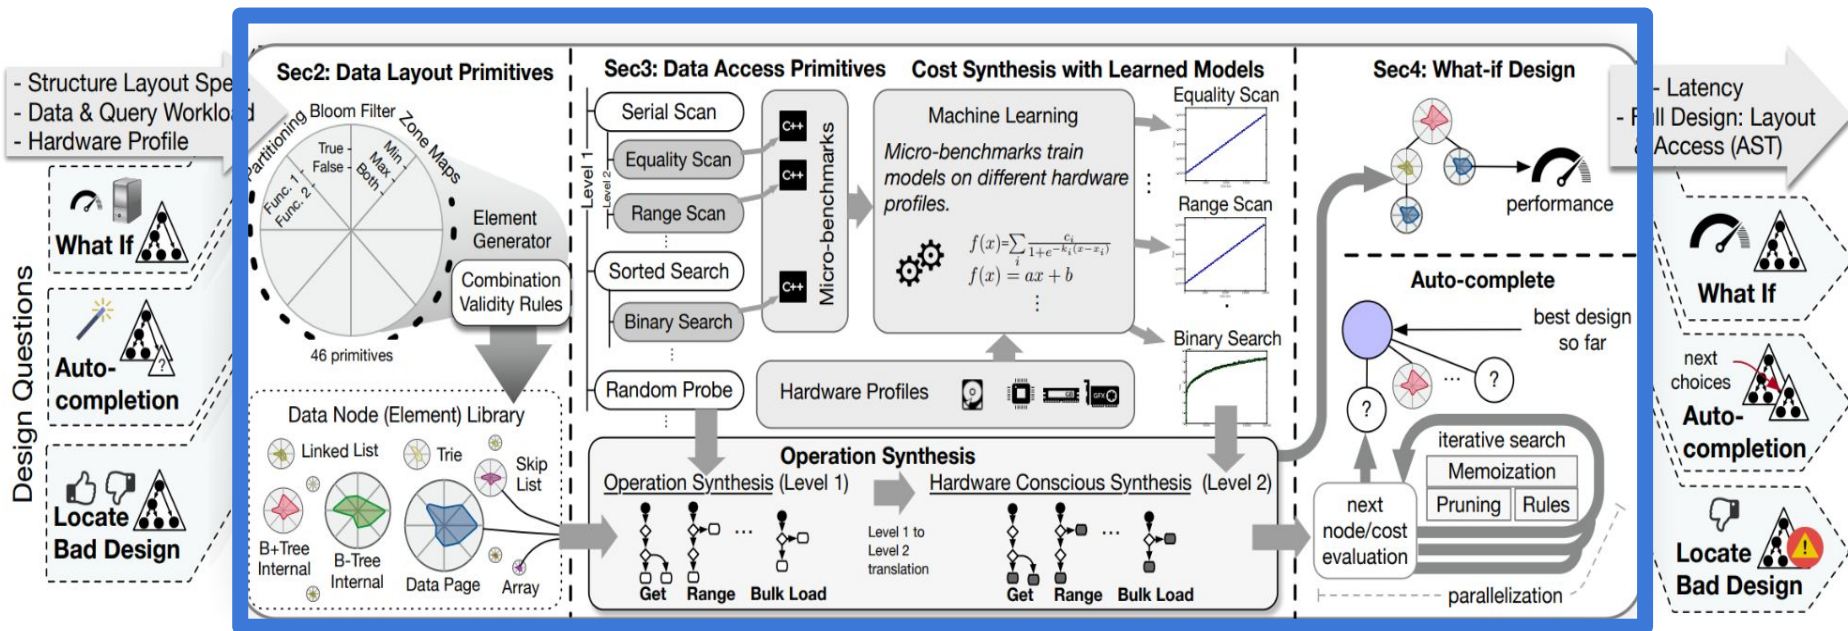 Design Questions
- Structure Layout Spec.
- Data & Query Workload
- Hardware Profile
What If
Auto-
completion
Locate
Bad Design
Sec2: Data Layout Primitives
Partitioning
Bloom Filter
Zone Maps
True
False
Min
Max
Both
Func. 1
Func. 2
46 primitives
Element
Generator
Combination
Validity Rules
Data Node (Element) Library
Linked List
Trie
Skip
List
B+Tree
Internal
B-Tree
Internal
Data Page
Array
Sec3: Data Access Primitives
Level 1
Level 2
Serial Scan
Equality Scan
Range Scan
Sorted Search
Binary Search
Random Probe
C++
C++
C++
Micro-benchmarks
Cost Synthesis with Learned Models
Machine Learning
Micro-benchmarks train
models on different hardware
profiles.
f(x)=∑i ci/1+e^-ki(x-xi)
f(x) = ax + b
Equality Scan
Range Scan
Binary Search
Hardware Profiles
GFX
Operation Synthesis
Operation Synthesis (Level 1)
Get Range Bulk Load
Level 1 to
Level 2
translation
Hardware Conscious Synthesis (Level 2)
Get Range Bulk Load
Sec4: What-if Design
performance
Auto-complete
best design
so far
?
... ?
iterative search
Memoization
Pruning
Rules
next
node/cost
evaluation
parallelization
- Latency
- Full Design: Layout
& Access (AST)
What If
next
choices
Auto-
completion
Locate
Bad Design